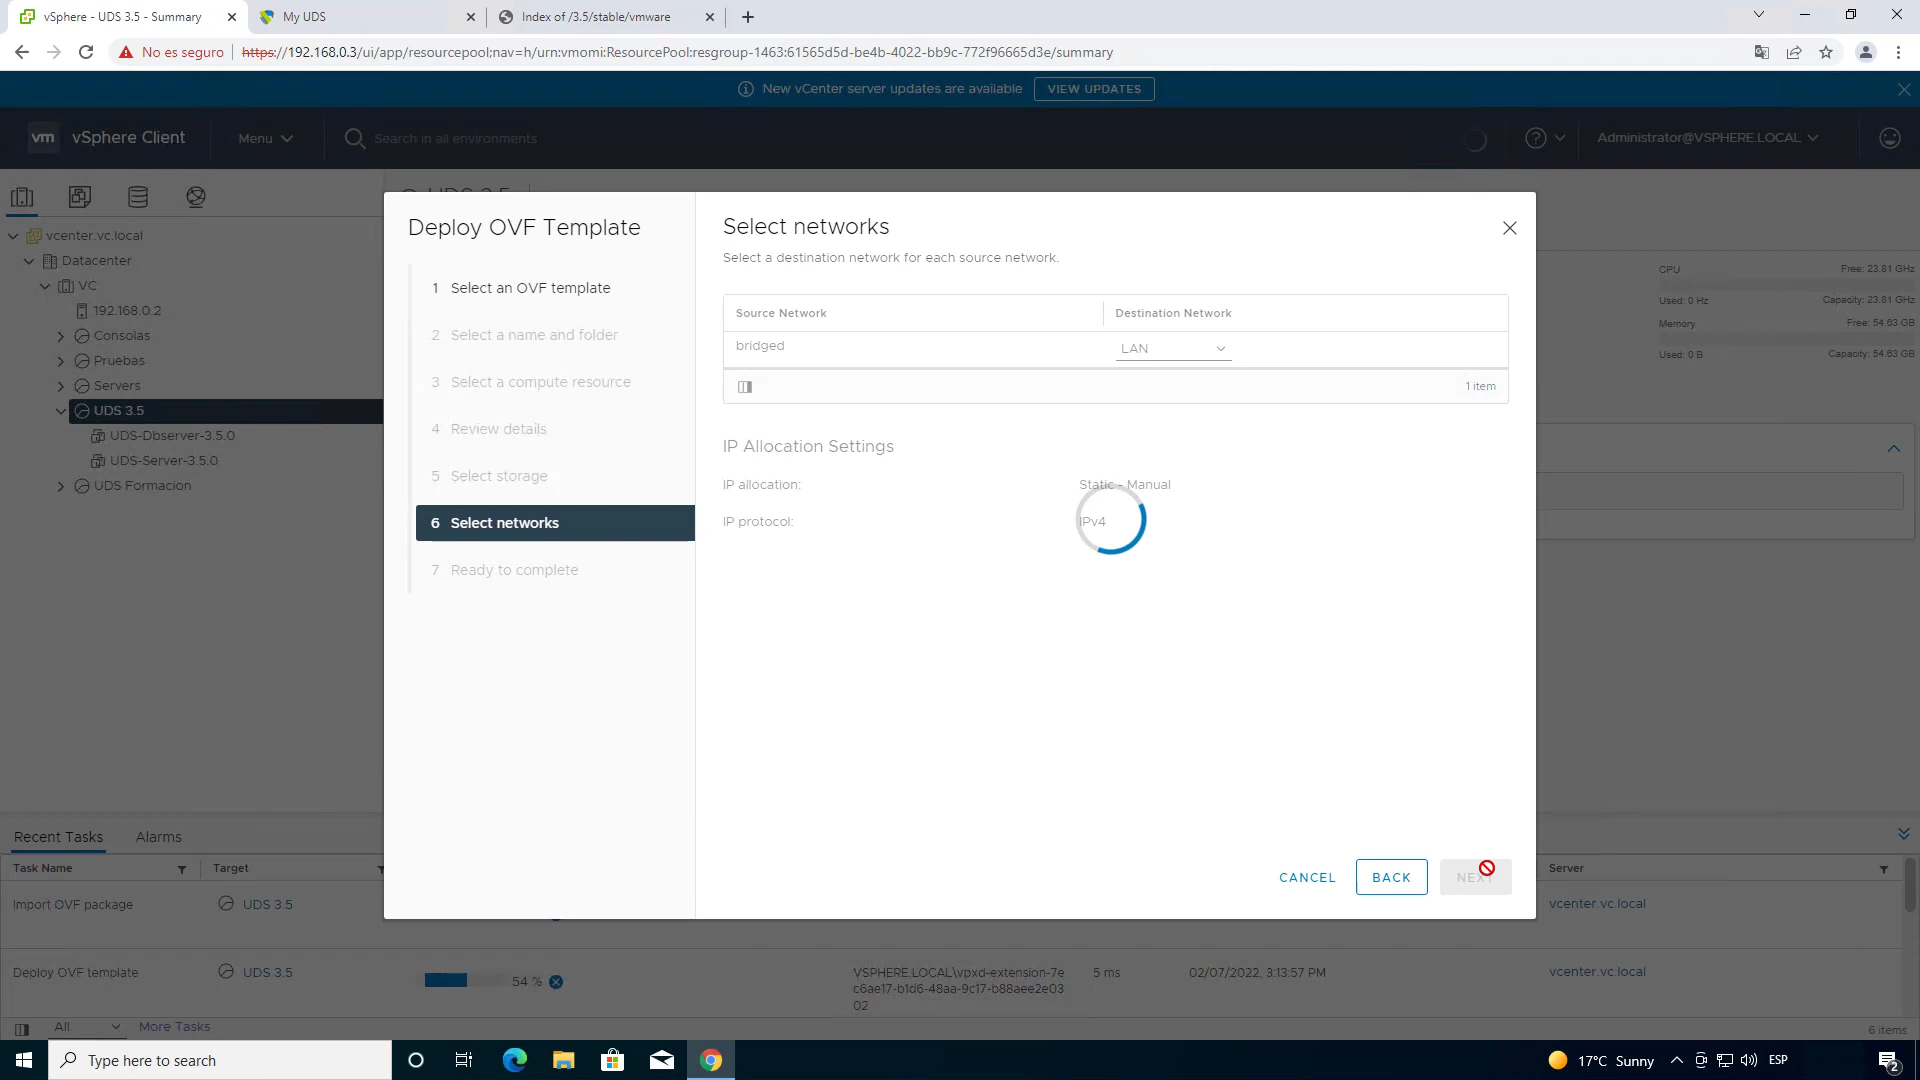 vSphere - UDS 3.5 - Summary
My UDS
Index of /3.5/stable/vmware
No es seguro
https://192.168.0.3/ui/app/resourcepool;nav=h/urn:vmomi:ResourcePool:resgroup-1463:61565d5d-be4b-4022-bb9c-772f96665d3e/summary
New vCenter server updates are available
VIEW UPDATES
vm
vSphere Client
Menu
Search in all environments
Administrator@VSPHERE.LOCAL
vcenter.vc.local
Datacenter
VC
192.168.0.2
Consolas
Pruebas
Servers
UDS 3.5
UDS-Dbserver-3.5.0
UDS-Server-3.5.0
UDS Formacion
UDS 3.5
CPU
Free: 23.81 GHz
Used: 0 Hz
Capacity: 23.81 GHz
Memory
Free: 54.63 GB
Used: 0 B
Capacity: 54.63 GB
Deploy OVF Template
1 Select an OVF template
2 Select a name and folder
3 Select a compute resource
4 Review details
5 Select storage
6 Select networks
7 Ready to complete
Select networks
Select a destination network for each source network.
Source Network
Destination Network
bridged
LAN
1 item
IP Allocation Settings
IP allocation:
Static - Manual
IP protocol:
IPv4
CANCEL
BACK
NEXT
Recent Tasks
Alarms
Task Name
Target
Server
Import OVF package
UDS 3.5
vcenter.vc.local
Deploy OVF template
UDS 3.5
54 %
VSPHERE.LOCAL\vpxd-extension-7e
c6ae17-b1d6-48aa-9c17-b88aee2e03
02
5 ms
02/07/2022, 3:13:57 PM
vcenter.vc.local
All
More Tasks
6 items
Type here to search
17°C Sunny
ESP
2